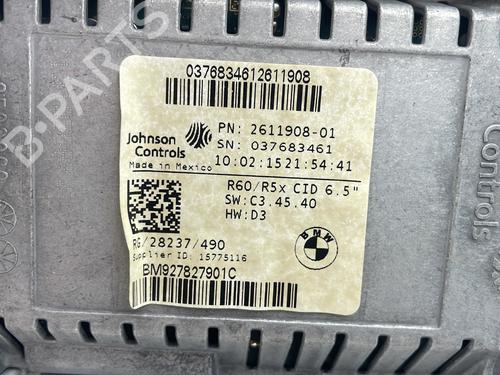 0376834612611908
Johnson Controls
Made in Mexico
PN: 2611908-01
SN: 037683461
10:02:1521:54:41
R60/R5x CID 6.5"
SW:C3.45.40
HW:D3
BMW
RG/28237/490
Supplier ID: 15775116
BM927827901C
B-PARTS